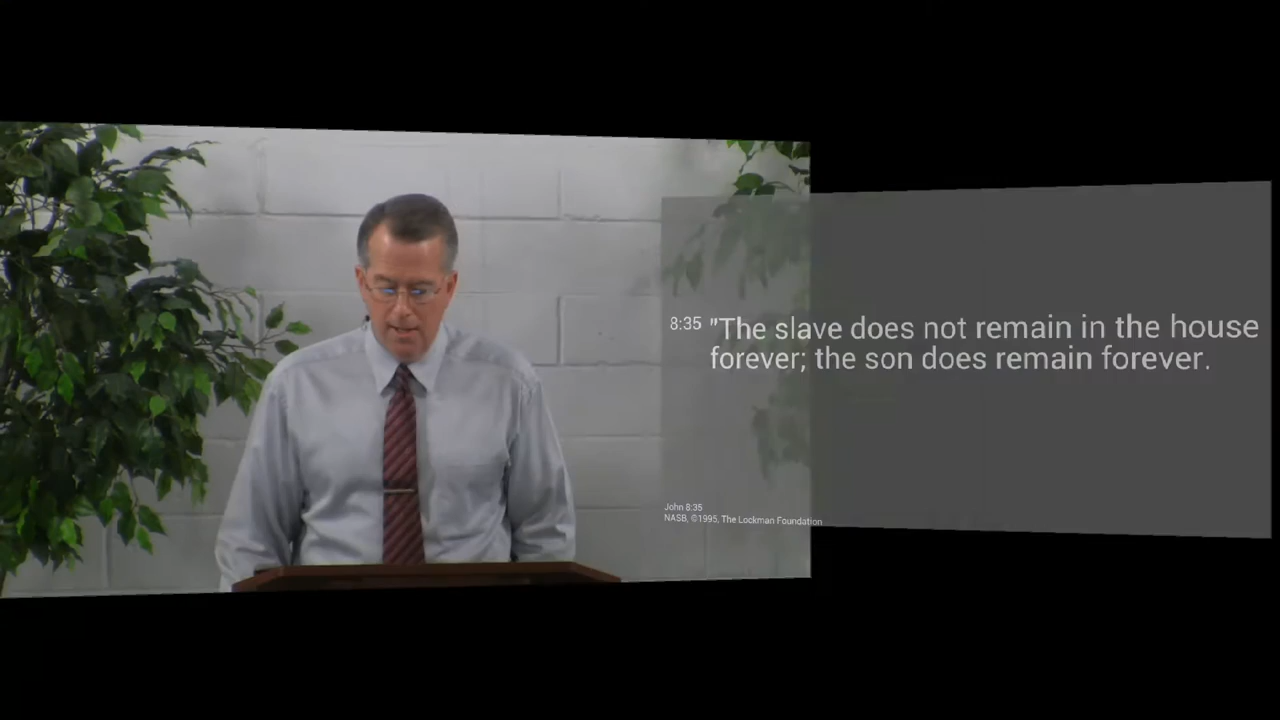 8:35 "The slave does not remain in the house
forever; the son does remain forever.
John 8:35
NASB, ©1995, The Lockman Foundation